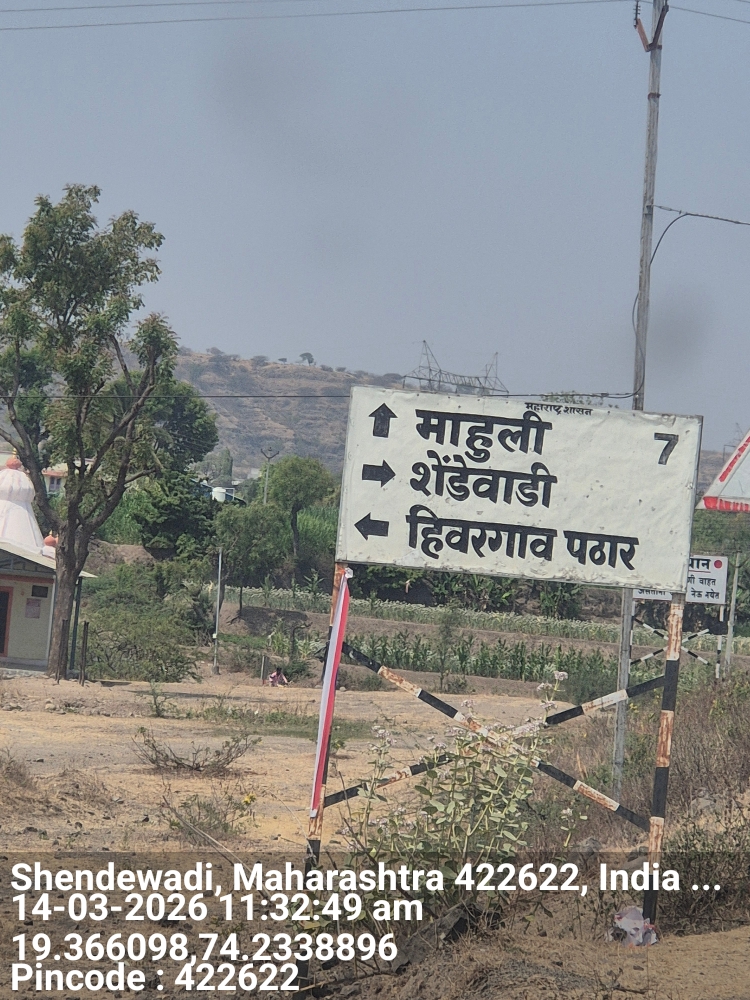 महाराष्ट्र शासन
माहुली 7
शेंडेवाडी
हिवरगाव पठार
वाहत
Shendewadi, Maharashtra 422622, India ...
14-03-2026 11:32:49 am
19.366098,74.2338896
Pincode : 422622